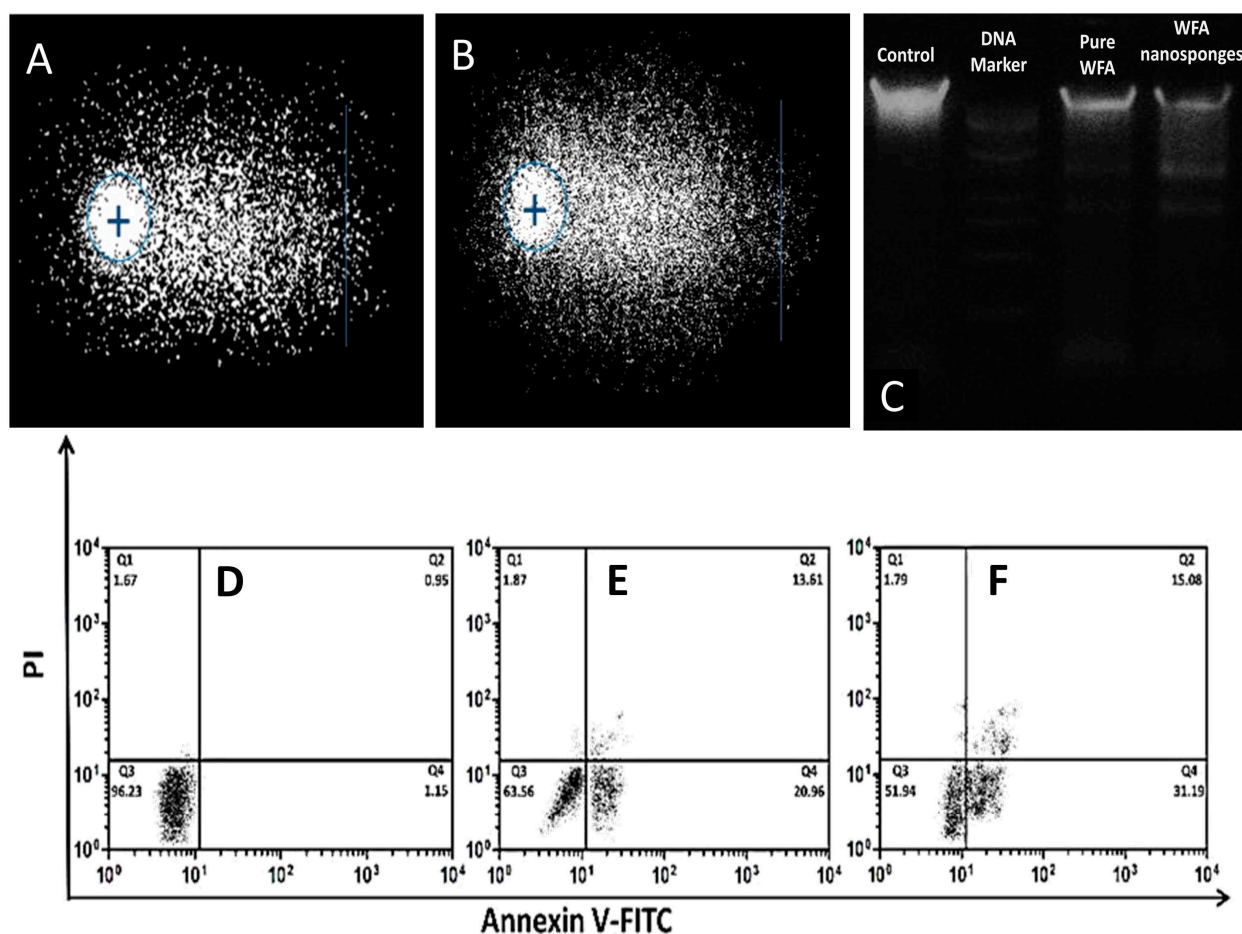 A
B
Control
DNA
Marker
Pure
WFA
WFA
nanosponges
C
PI
10⁴
10³
10²
10¹
10⁰
Q1
1.67
D
Q2
0.95
Q3
96.23
Q4
1.15
10⁰ 10¹ 10² 10³ 10⁴
10⁴
10³
10²
10¹
10⁰
Q1
1.87
E
Q2
13.61
Q3
63.56
Q4
20.96
10⁰ 10¹ 10² 10³ 10⁴
10⁴
10³
10²
10¹
10⁰
Q1
1.79
F
Q2
15.08
Q3
51.94
Q4
31.19
10⁰ 10¹ 10² 10³ 10⁴
Annexin V-FITC